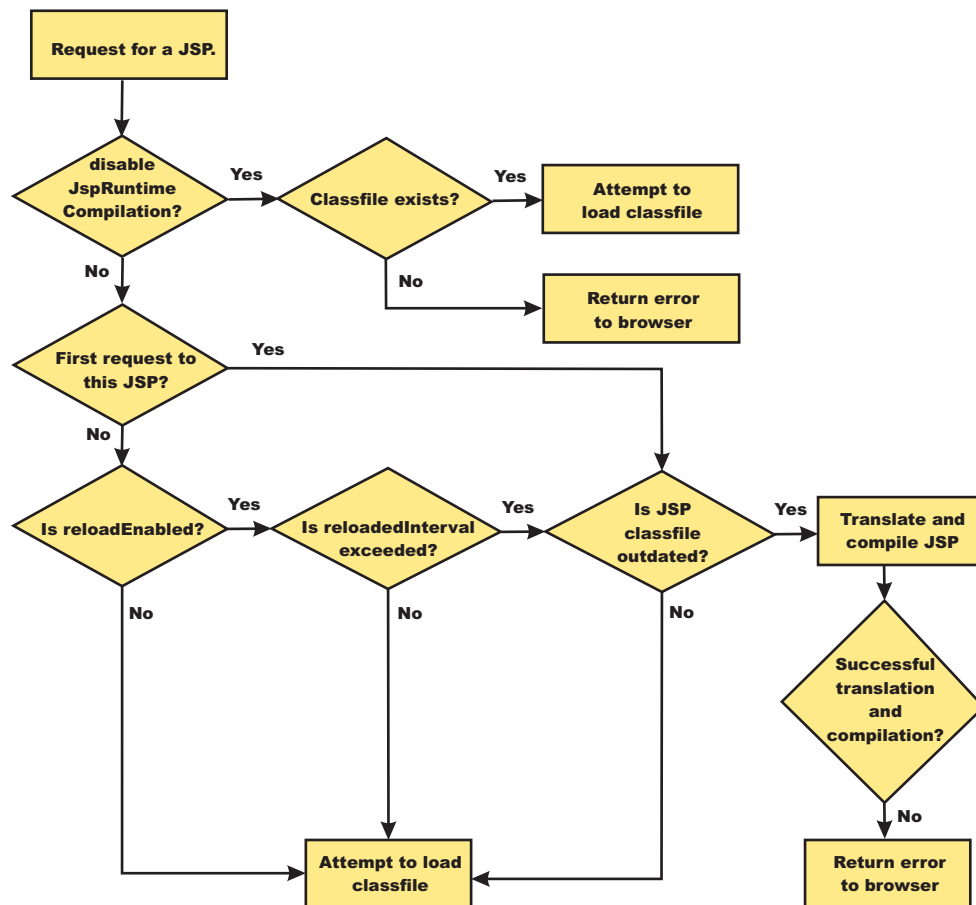 Request for a JSP.
disable
JspRuntime
Compilation?
Yes
Classfile exists?
Yes
Attempt to
load classfile
No
No
Return error
to browser
First request to
this JSP?
Yes
No
Is reloadEnabled?
Yes
Is reloadedInterval
exceeded?
Yes
Is JSP
classfile
outdated?
Yes
Translate and
compile JSP
No
No
No
Successful
translation
and
compilation?
No
Attempt to load
classfile
Return error
to browser